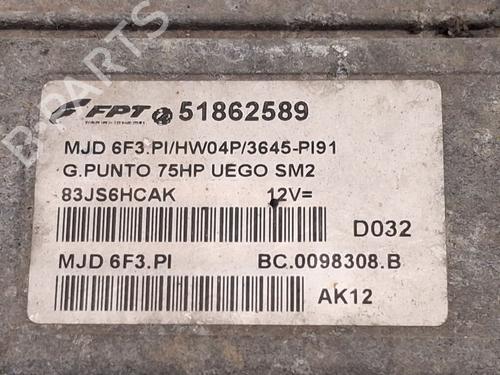 B-PARTS
FPT 51862589
MJD 6F3.PI/HW04P/3645-PI91
G.PUNTO 75HP UEGO SM2
83JS6HCAK 12V=
D032
MJD 6F3.PI BC.0098308.B
AK12